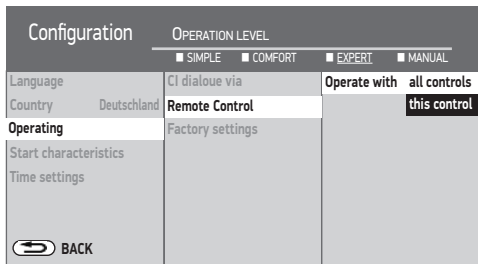 Configuration
OPERATION LEVEL
SIMPLE COMFORT EXPERT MANUAL
Language CI dialoue via Operate with all controls
Country Deutschland Remote Control this control
Operating Factory settings
Start characteristics
Time settings
BACK